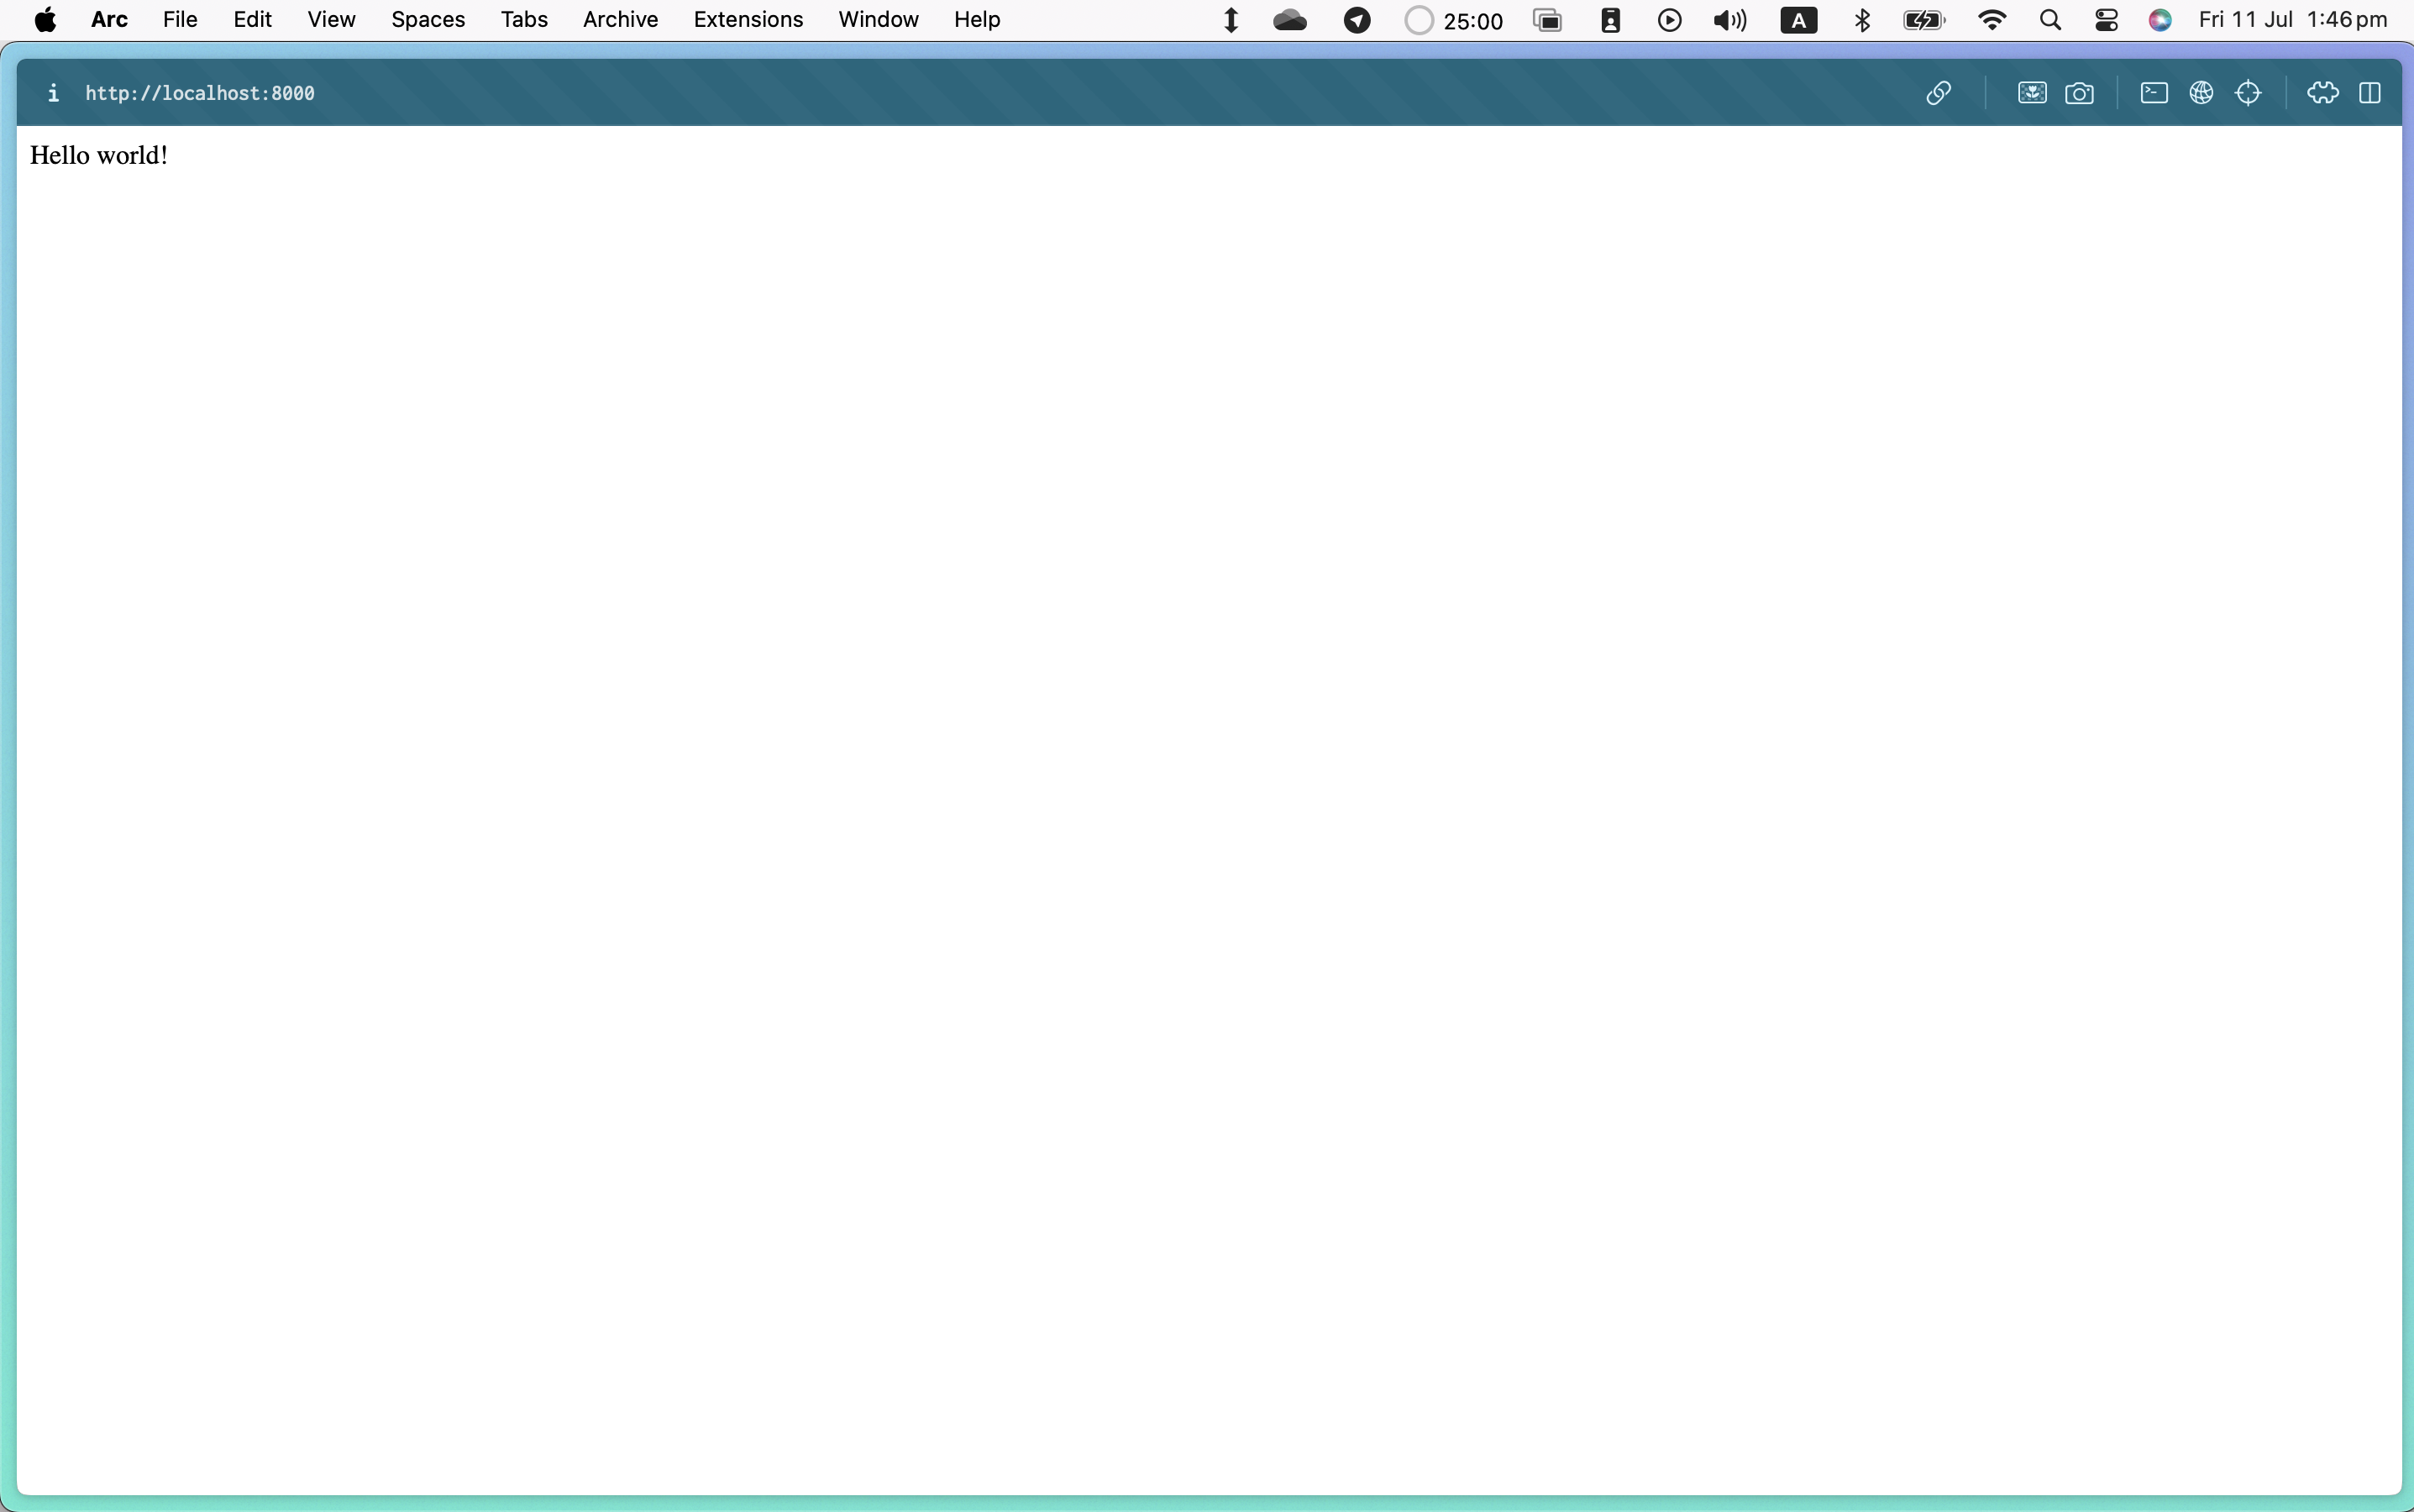 Arc File Edit View Spaces Tabs Archive Extensions Window Help 25:00 A Fri 11 Jul 1:46 pm
i http://localhost:8000
Hello world!